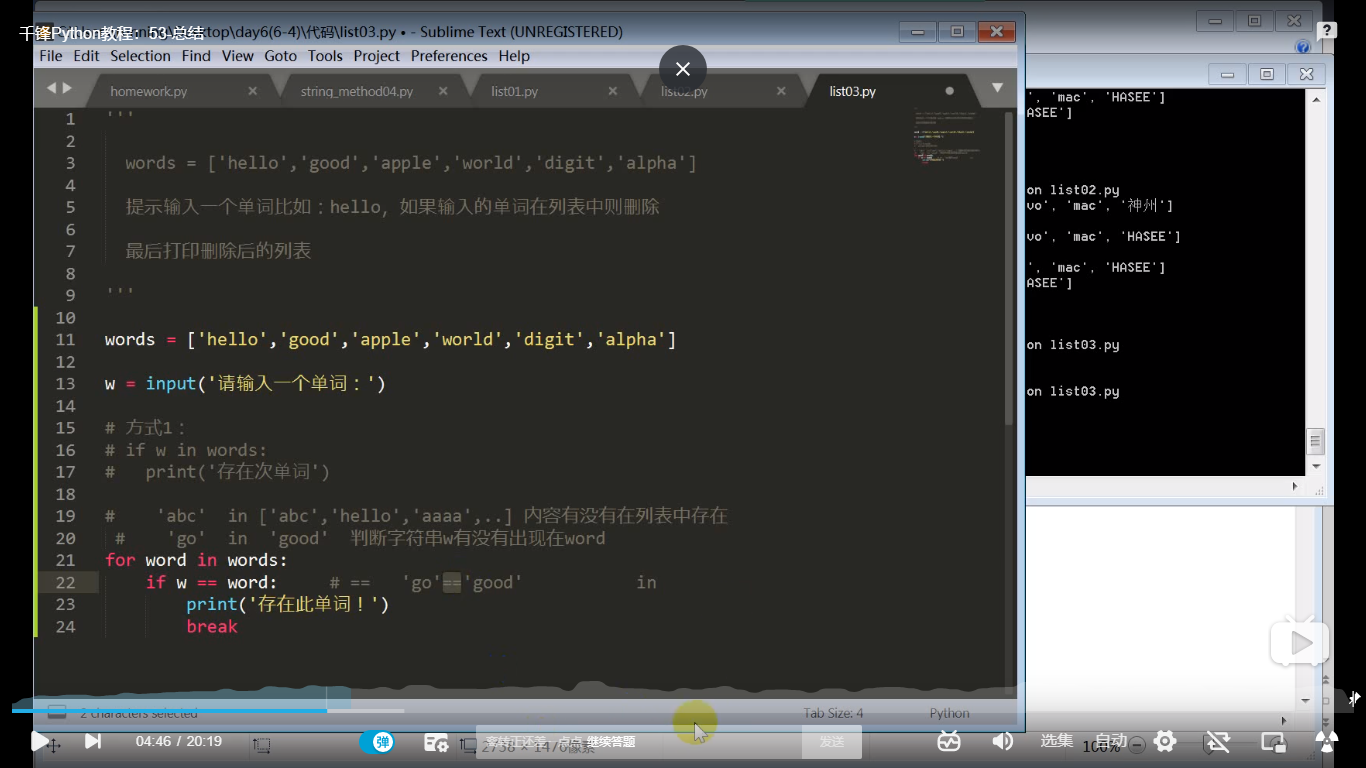 千锋Python教程：53-总结
top\day6(6-4)\代码\list03.py • - Sublime Text (UNREGISTERED)
File Edit Selection Find View Goto Tools Project Preferences Help
homework.py
string_method04.py
list01.py
list02.py
list03.py
1 '''
2
3 words = ['hello','good','apple','world','digit','alpha']
4
5 提示输入一个单词比如：hello, 如果输入的单词在列表中则删除
6
7 最后打印删除后的列表
8
9 '''
10
11 words = ['hello','good','apple','world','digit','alpha']
12
13 w = input('请输入一个单词：')
14
15 # 方式1：
16 # if w in words:
17 # print('存在次单词')
18
19 # 'abc' in ['abc','hello','aaaa',..] 内容有没有在列表中存在
20 # 'go' in 'good' 判断字符串w有没有出现在word
21 for word in words:
22 if w == word: # == 'go'=='good' in
23 print('存在此单词！')
24 break
', 'mac', 'HASEE']
ASEE']
on list02.py
vo', 'mac', '神州']
vo', 'mac', 'HASEE']
', 'mac', 'HASEE']
ASEE']
on list03.py
on list03.py
2 characters selected
Tab Size: 4
Python
04:46 / 20:19
弹
继续答题
发送
选集
自动
100%